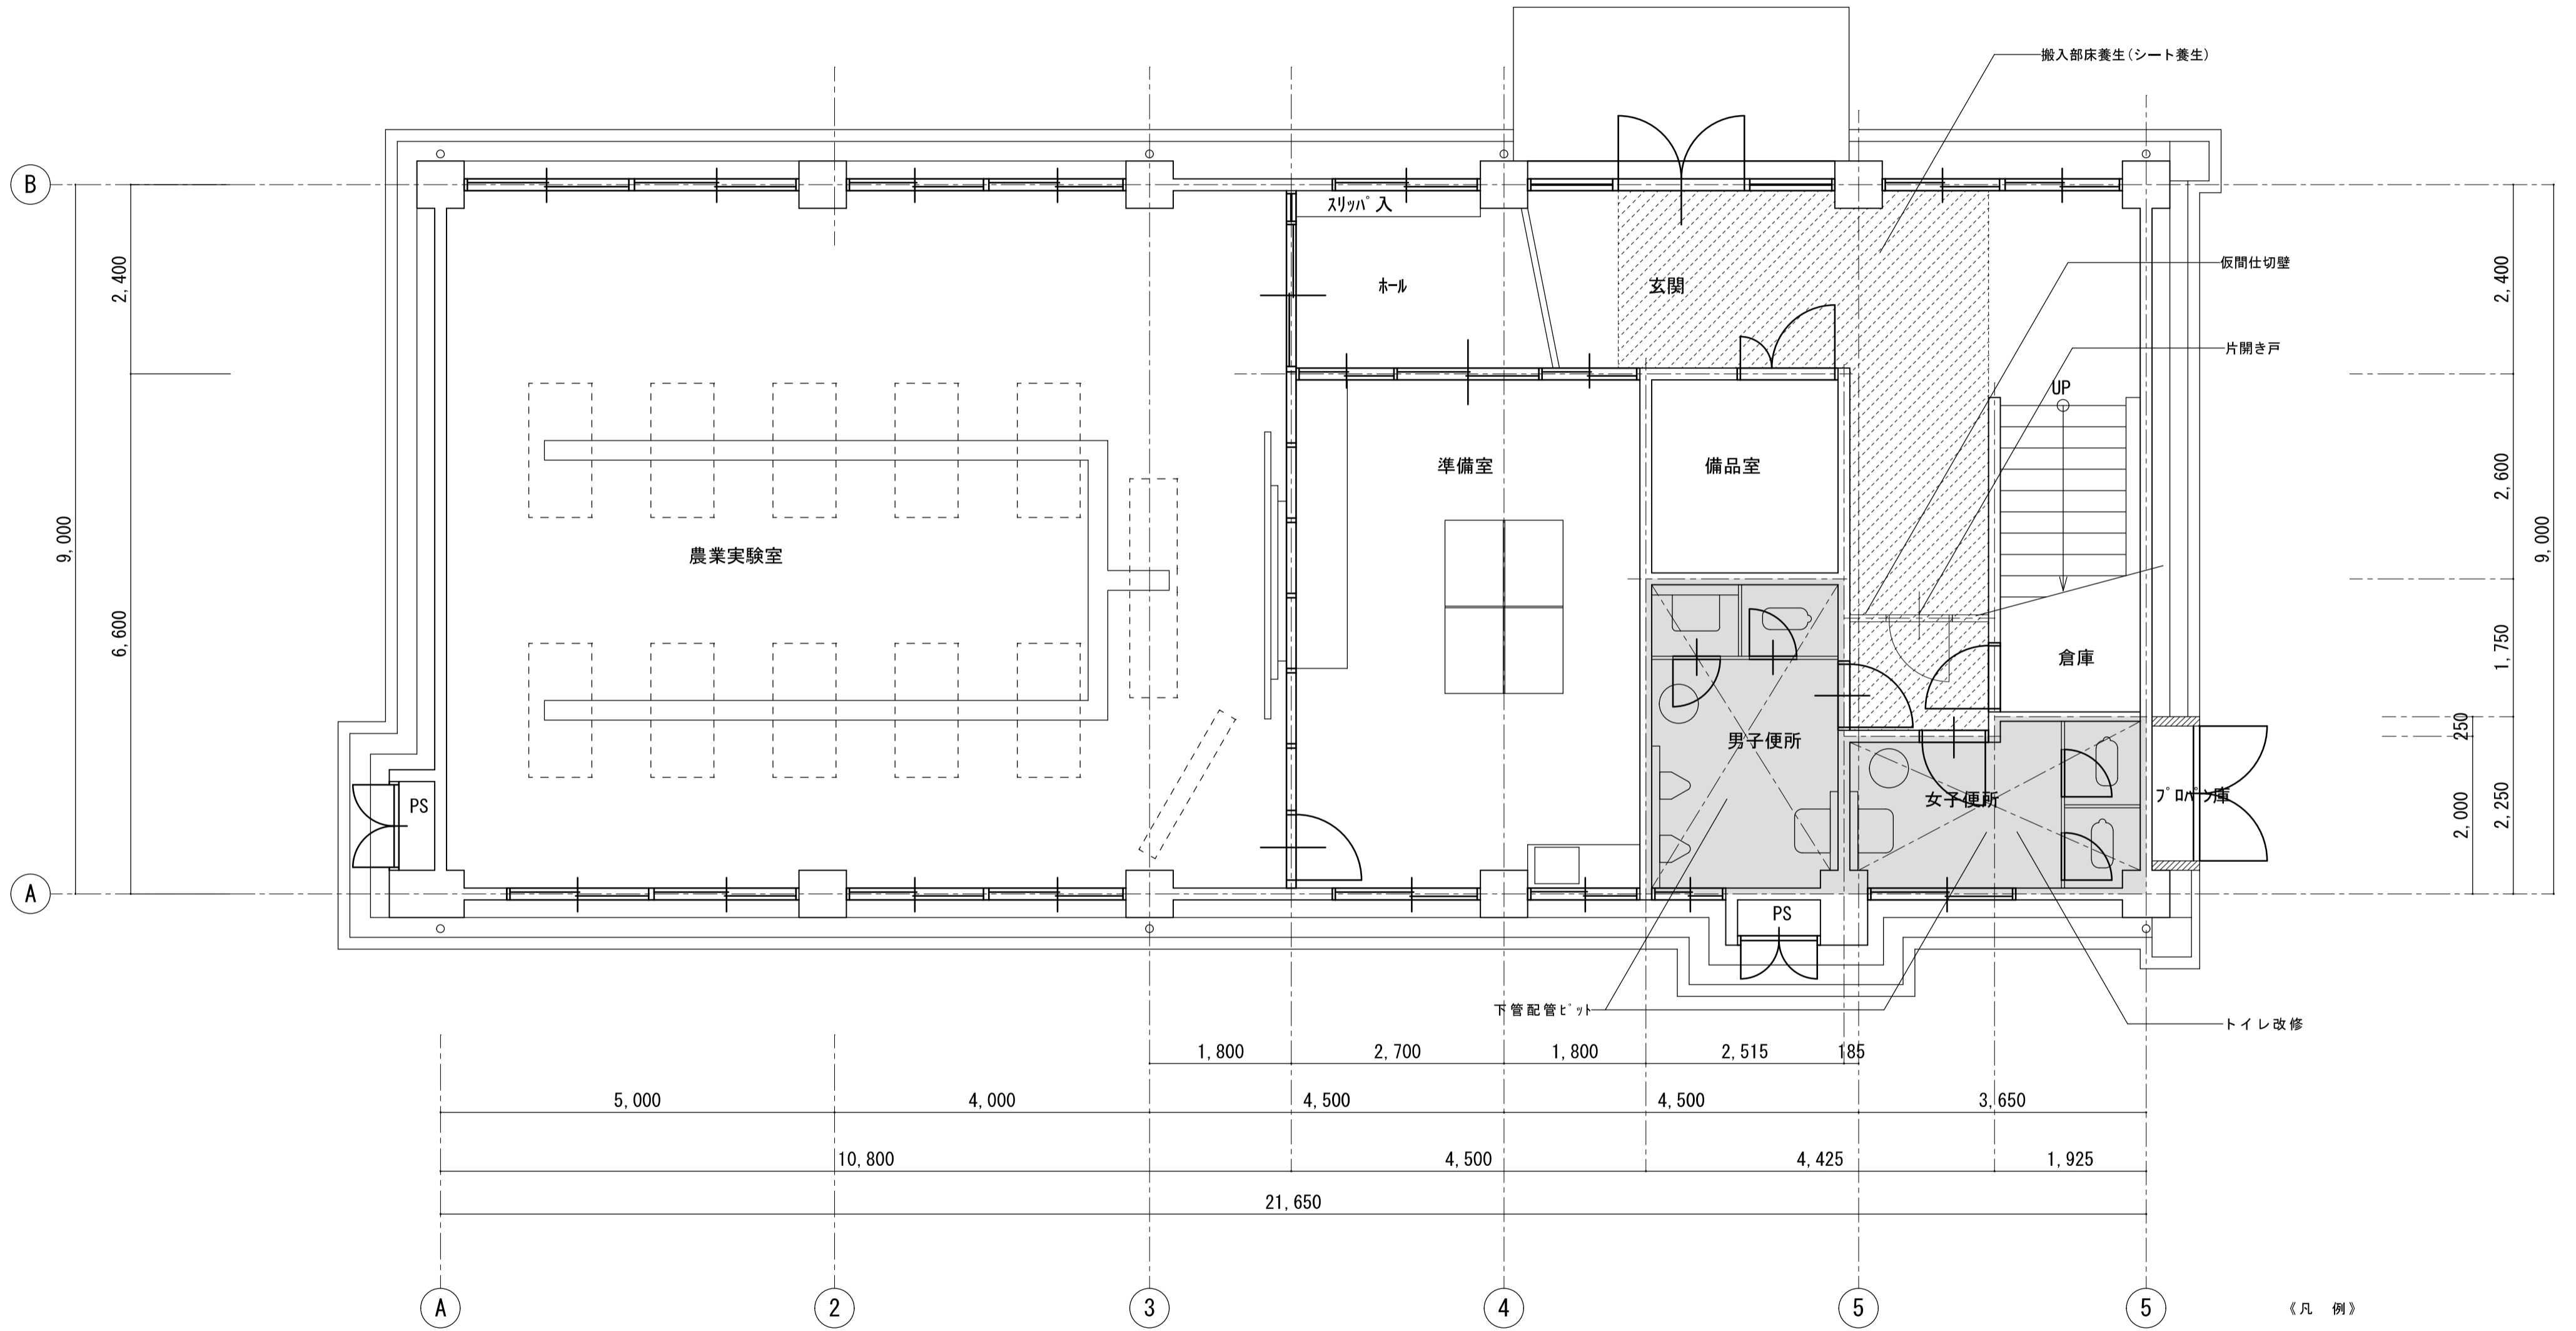 搬入部床養生(シート養生)
B
ｽﾘｯﾊﾟ入
仮間仕切壁
2,400
ﾎｰﾙ
玄関
2,400
片開き戸
UP
準備室
備品室
2,600
9,000
農業実験室
9,000
6,600
1,750
倉庫
250
男子便所
PS
女子便所
ﾌﾟﾛﾊﾟﾝ庫
2,000
2,250
A
PS
下管配管ﾋﾟｯﾄ
トイレ改修
1,800
2,700
1,800
2,515
185
5,000
4,000
4,500
4,500
3,650
10,800
4,500
4,425
1,925
21,650
A
2
3
4
5
5
《凡 例》